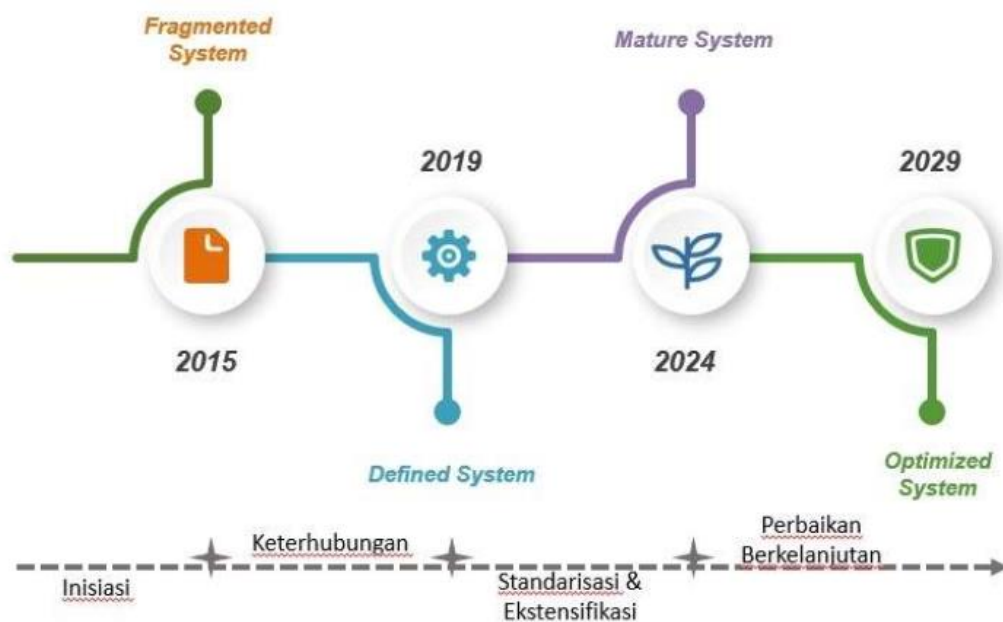 Fragmented
System
Mature System
2019
2029
2015
2024
Defined System
Optimized
System
Keterhubungan
Perbaikan
Berkelanjutan
Inisiasi
Standarisasi &
Ekstensifikasi